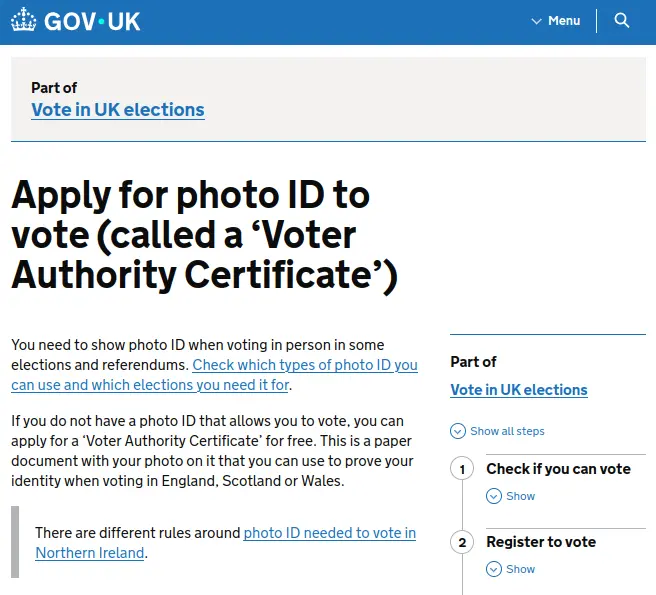 GOV·UK
Menu
Part of
Vote in UK elections
Apply for photo ID to
vote (called a ‘Voter
Authority Certificate’)
You need to show photo ID when voting in person in some
elections and referendums. Check which types of photo ID you
can use and which elections you need it for.
If you do not have a photo ID that allows you to vote, you can
apply for a ‘Voter Authority Certificate’ for free. This is a paper
document with your photo on it that you can use to prove your
identity when voting in England, Scotland or Wales.
There are different rules around photo ID needed to vote in
Northern Ireland.
Part of
Vote in UK elections
Show all steps
1 Check if you can vote
Show
2 Register to vote
Show